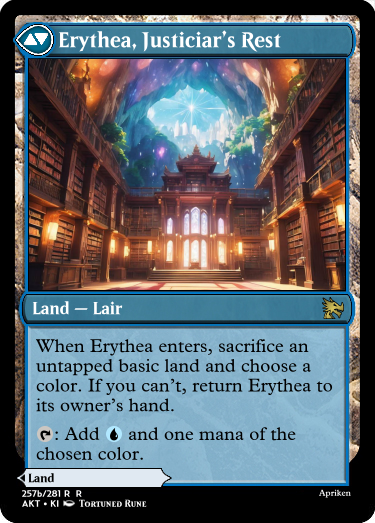 Erythea, Justiciar's Rest
Land — Lair
When Erythea enters, sacrifice an
untapped basic land and choose a
color. If you can't, return Erythea to
its owner's hand.
: Add and one mana of the
chosen color.
Land
257b/281 R R
AKT • KI Tortuned Rune
Apriken